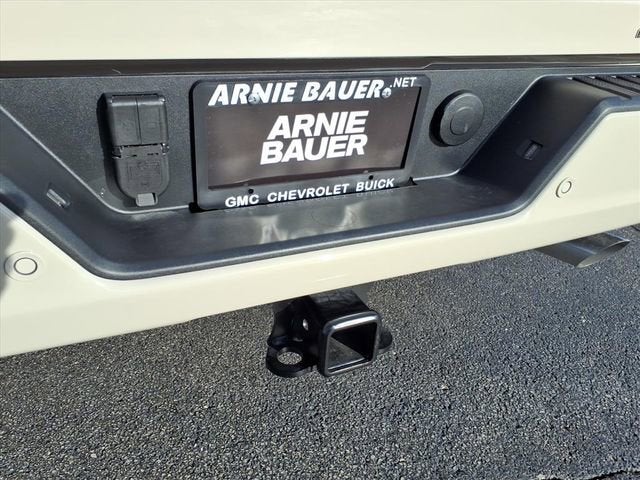 ARNIE BAUER.NET
ARNIE
BAUER
GMC CHEVROLET BUICK